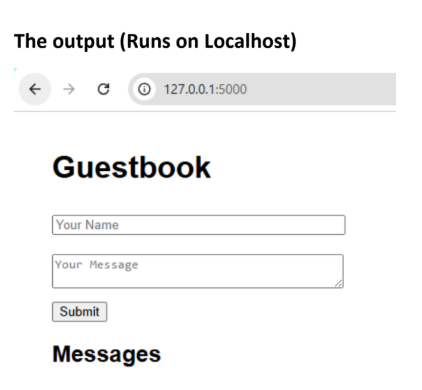 The output (Runs on Localhost)
127.0.0.1:5000
Guestbook
Your Name
Your Message
Submit
Messages